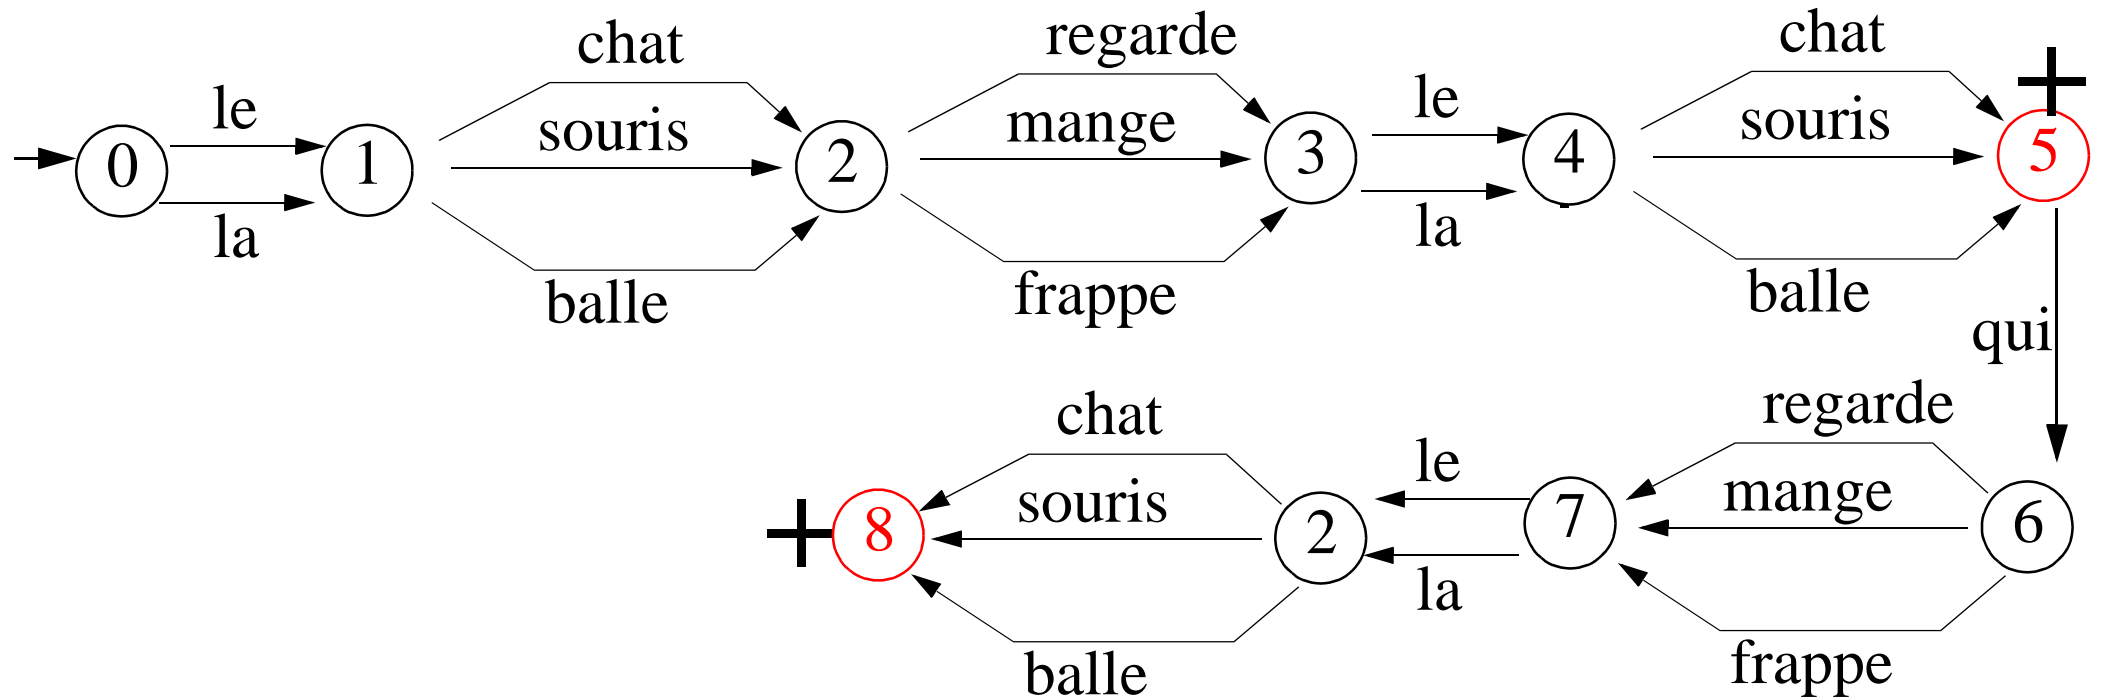 chat regarde chat
le souris mange le souris
0 1 2 3 4 5
la balle frappe la balle
qui
chat regarde
le mange
8 souris 2 7 6
la
balle frappe